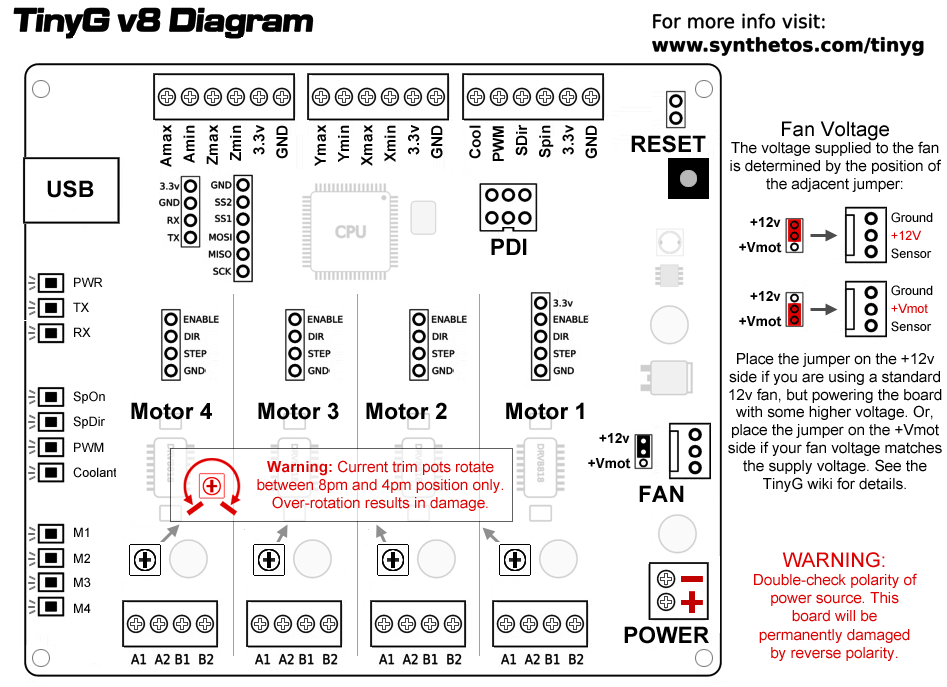 TinyG v8 Diagram
For more info visit:
www.synthetos.com/tinyg
Amax
Amin
Zmax
Zmin
3.3v
GND
Ymax
Ymin
Xmax
Xmin
3.3v
GND
Cool
PWM
SDir
Spin
3.3v
GND
RESET
USB
3.3v
GND
RX
TX
GND
SS2
SS1
MOSI
MISO
SCK
CPU
PDI
Fan Voltage
The voltage supplied to the fan
is determined by the position of
the adjacent jumper:
+12v
+Vmot
Ground
+12V
Sensor
+12v
+Vmot
Ground
+Vmot
Sensor
Place the jumper on the +12v
side if you are using a standard
12v fan, but powering the board
with some higher voltage. Or,
place the jumper on the +Vmot
side if your fan voltage matches
the supply voltage. See the
TinyG wiki for details.
PWR
TX
RX
SpOn
SpDir
PWM
Coolant
M1
M2
M3
M4
ENABLE
DIR
STEP
GND
Motor 4
ENABLE
DIR
STEP
GND
Motor 3
ENABLE
DIR
STEP
GND
Motor 2
3.3v
ENABLE
DIR
STEP
GND
Motor 1
DRV8818
Warning: Current trim pots rotate
between 8pm and 4pm position only.
Over-rotation results in damage.
+12v
+Vmot
FAN
POWER
WARNING:
Double-check polarity of
power source. This
board will be
permanently damaged
by reverse polarity.
A1 A2 B1 B2
A1 A2 B1 B2
A1 A2 B1 B2
A1 A2 B1 B2